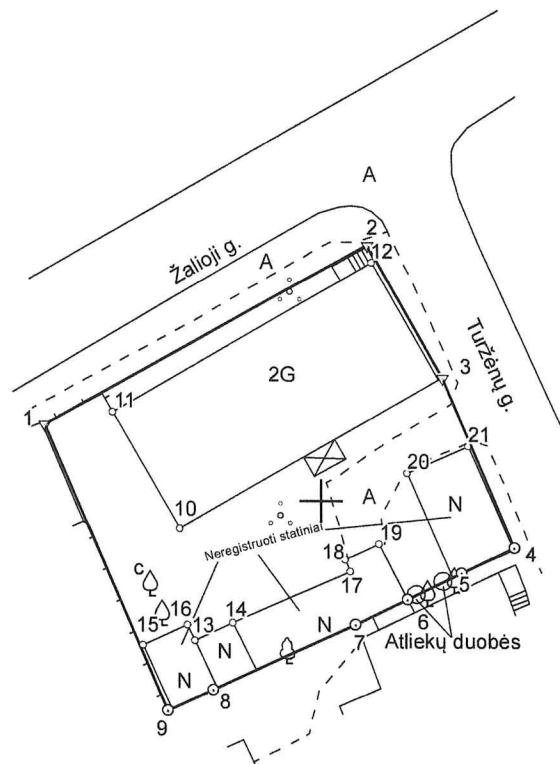 A
2
12
Žalioji g.
A
3
Turžėnų g.
2G
11
1
21
20
10
A
N
19
Neregistruoti statiniai
18
4
c
17
5
16
14
15
13
6
N
7
Atliekų duobės
N
N
8
9